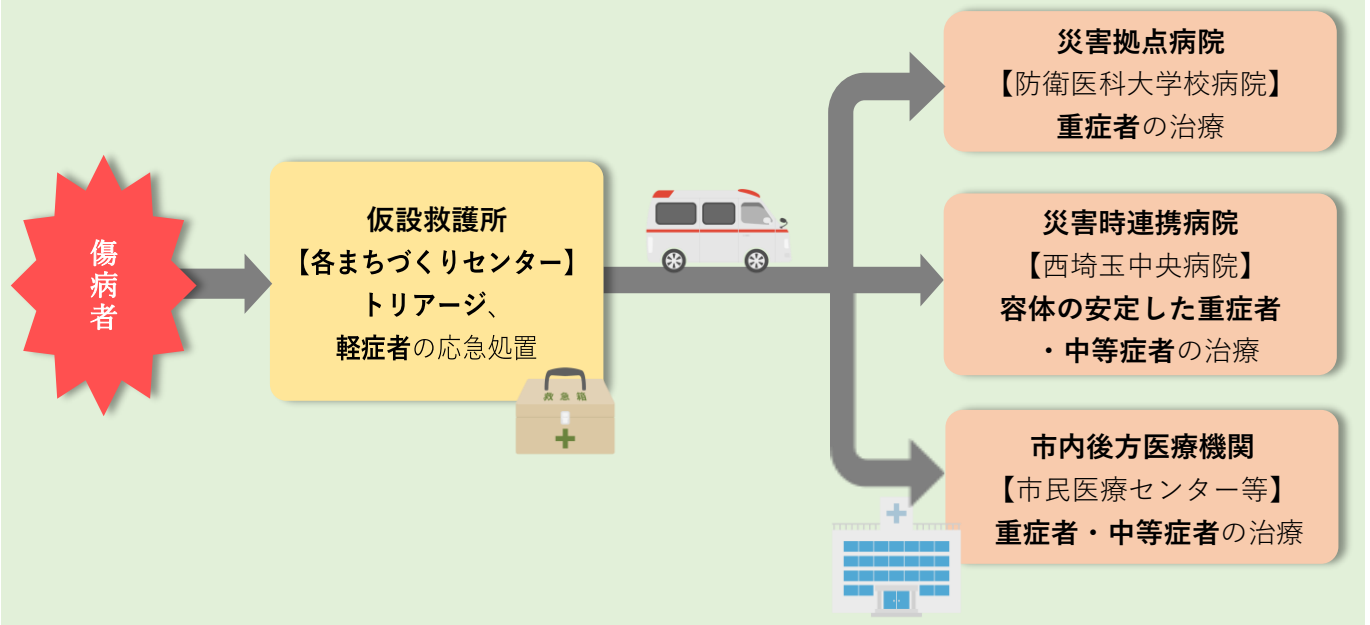 傷病者
仮設救護所
【各まちづくりセンター】
トリアージ、
軽症者の応急処置
救急箱
災害拠点病院
【防衛医科大学校病院】
重症者の治療
災害時連携病院
【西埼玉中央病院】
容体の安定した重症者
・中等症者の治療
市内後方医療機関
【市民医療センター等】
重症者・中等症者の治療